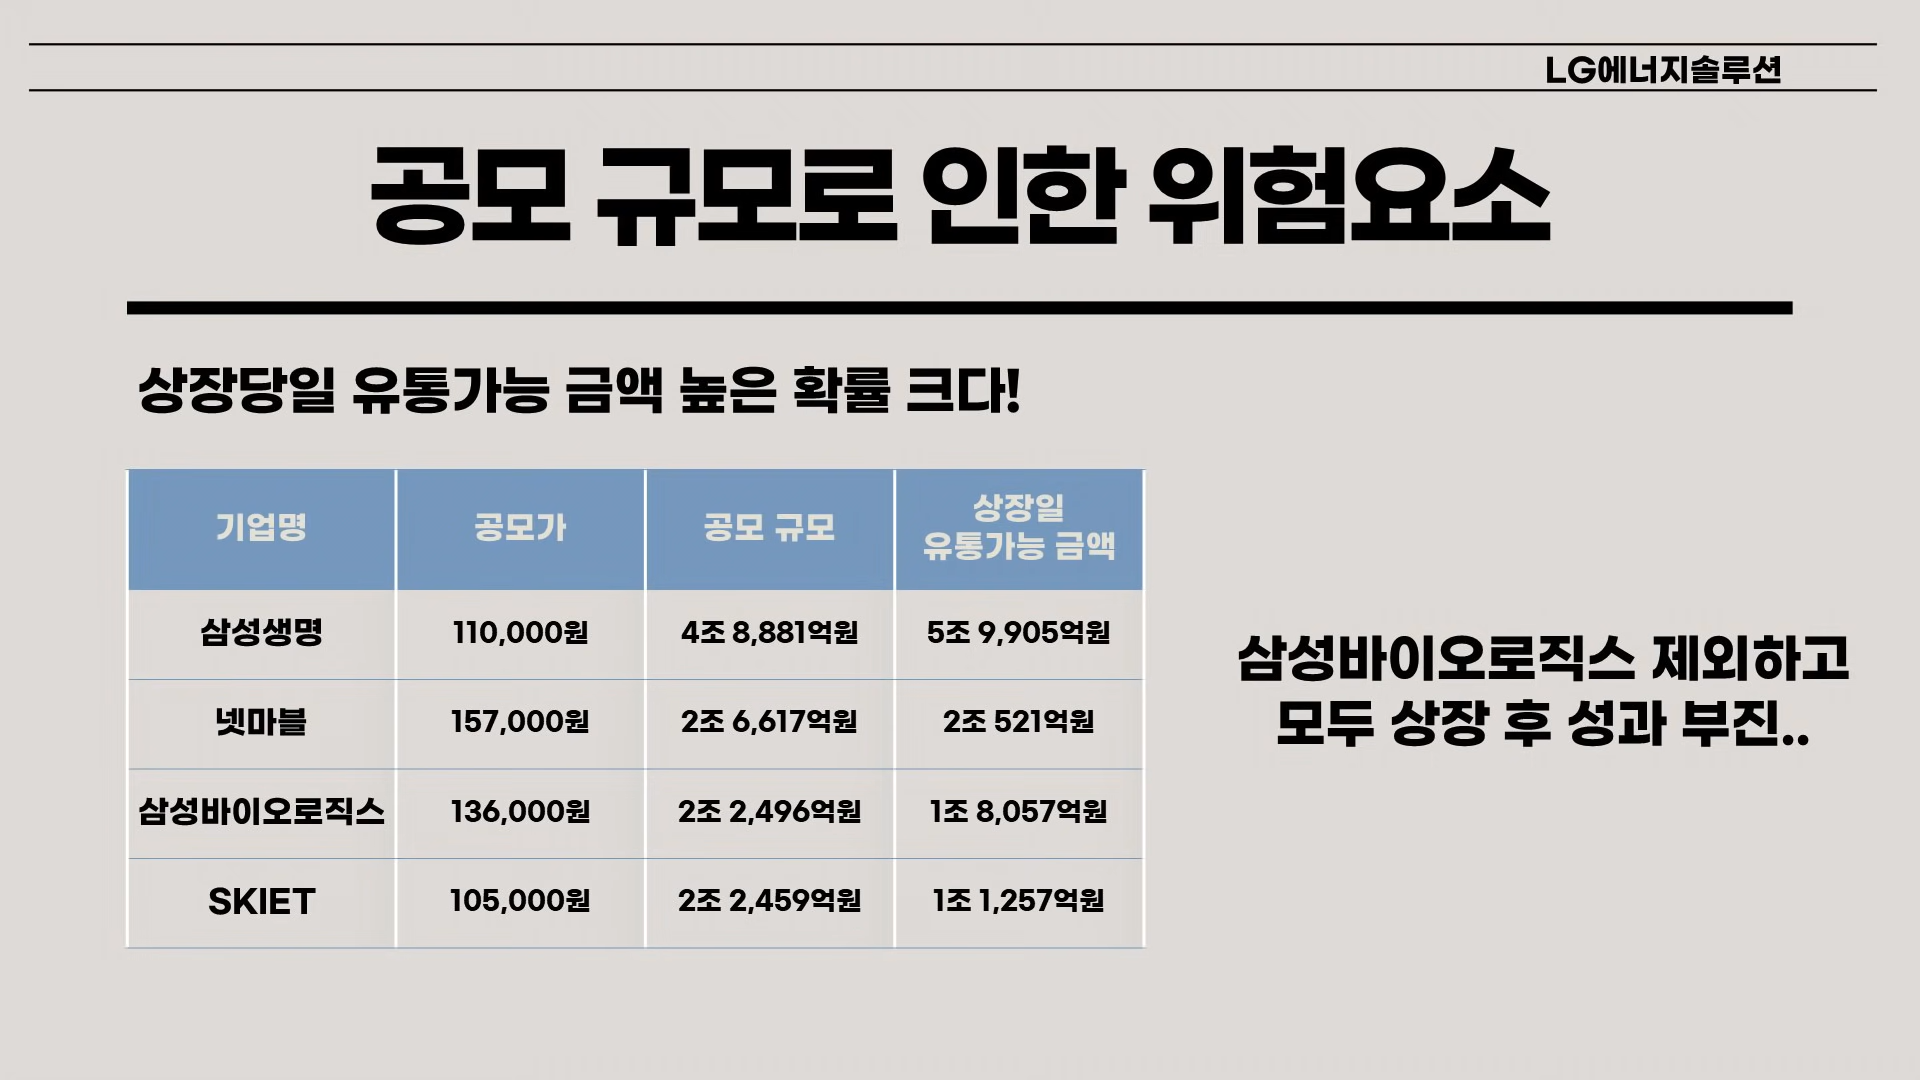 LG에너지솔루션
공모 규모로 인한 위험요소
상장당일 유통가능 금액 높은 확률 크다!
기업명 공모가 공모 규모 상장일
유통가능 금액
삼성생명 110,000원 4조 8,881억원 5조 9,905억원
넷마블 157,000원 2조 6,617억원 2조 521억원
삼성바이오로직스 136,000원 2조 2,496억원 1조 8,057억원
SKIET 105,000원 2조 2,459억원 1조 1,257억원
삼성바이오로직스 제외하고
모두 상장 후 성과 부진..